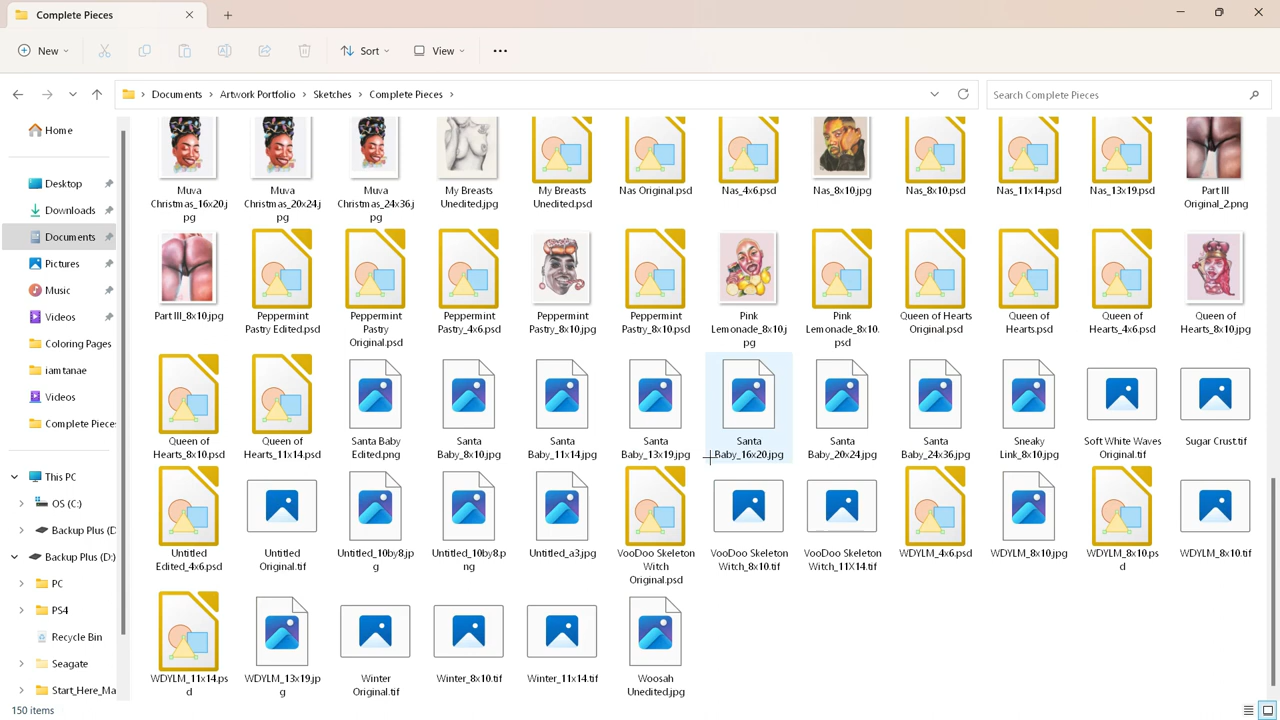 Complete Pieces
New
Sort
View
Documents
Artwork Portfolio
Sketches
Complete Pieces
Search Complete Pieces
Home
Desktop
Downloads
Documents
Pictures
Music
Videos
Coloring Pages
iamtanae
Videos
Complete Pieces
This PC
OS (C:)
Backup Plus (D
Backup Plus (D:)
PC
PS4
Recycle Bin
Seagate
Start_Here_Ma
Muva
Christmas_16x20.j
pg
Muva
Christmas_20x24.j
pg
Muva
Christmas_24x36.j
pg
My Breasts
Unedited.jpg
My Breasts
Unedited.psd
Nas Original.psd
Nas_4x6.psd
Nas_8x10.jpg
Nas_8x10.psd
Nas_11x14.psd
Nas_13x19.psd
Part III
Original_2.png
Part III_8x10.jpg
Peppermint
Pastry Edited.psd
Peppermint
Pastry
Original.psd
Peppermint
Pastry_4x6.psd
Peppermint
Pastry_8x10.jpg
Peppermint
Pastry_8x10.psd
Pink
Lemonade_8x10.j
pg
Pink
Lemonade_8x10.
psd
Queen of Hearts
Original.psd
Queen of
Hearts.psd
Queen of
Hearts_4x6.psd
Queen of
Hearts_8x10.jpg
Queen of
Hearts_8x10.psd
Queen of
Hearts_11x14.psd
Santa Baby
Edited.png
Santa
Baby_8x10.jpg
Santa
Baby_11x14.jpg
Santa
Baby_13x19.jpg
Santa
Baby_16x20.jpg
Santa
Baby_20x24.jpg
Santa
Baby_24x36.jpg
Sneaky
Link_8x10.jpg
Soft White Waves
Original.tif
Sugar Crust.tif
Untitled
Edited_4x6.psd
Untitled
Original.tif
Untitled_10by8.jp
g
Untitled_10by8.p
ng
Untitled_a3.jpg
VooDoo Skeleton
Witch
Original.psd
VooDoo Skeleton
Witch_8x10.tif
VooDoo Skeleton
Witch_11X14.tif
WDYLM_4x6.psd
WDYLM_8x10.jpg
WDYLM_8x10.ps
d
WDYLM_8x10.tif
WDYLM_11x14.ps
d
WDYLM_13x19.jp
g
Winter
Original.tif
Winter_8x10.tif
Winter_11x14.tif
Woosah
Unedited.jpg
150 items